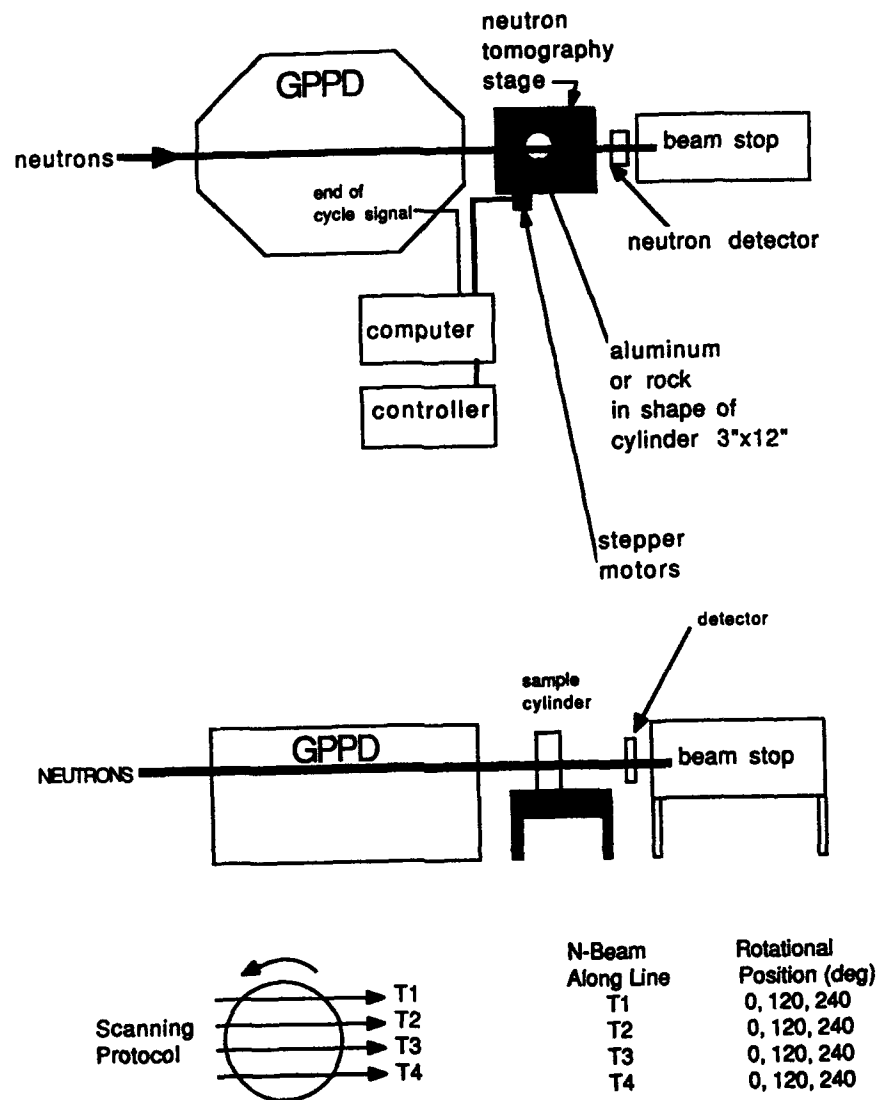 neutron
tomography
stage
GPPD
neutrons
beam stop
end of
cycle signal
neutron detector
computer
controller
aluminum
or rock
in shape of
cylinder 3"x12"
stepper
motors
detector
sample
cylinder
GPPD
NEUTRONS
beam stop
N-Beam Rotational
Along Line Position (deg)
T1 0, 120, 240
T2 0, 120, 240
T3 0, 120, 240
T4 0, 120, 240
Scanning
Protocol
T1
T2
T3
T4